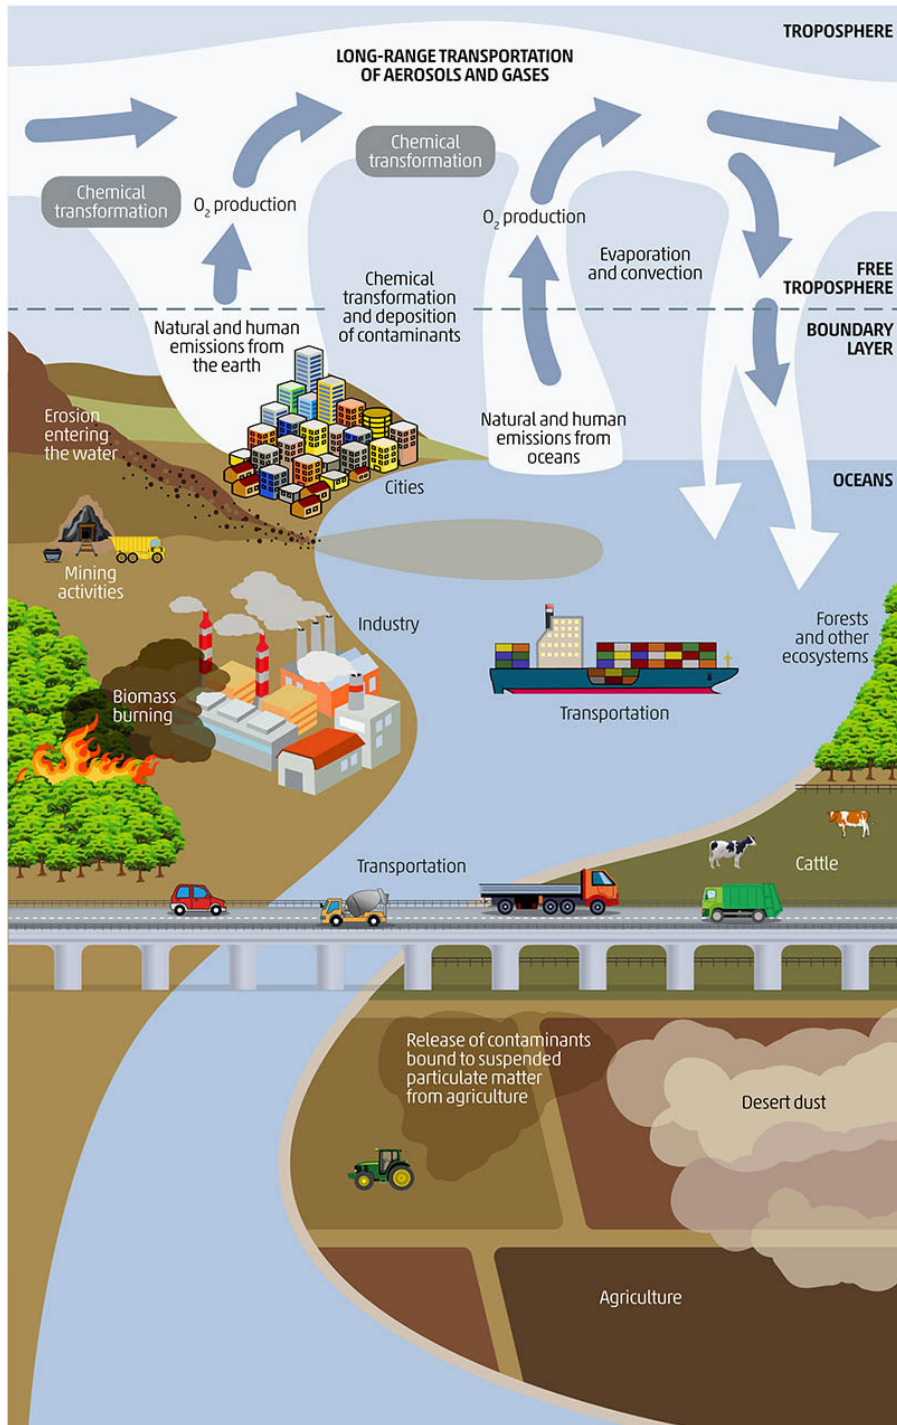 TROPOSPHERE
LONG-RANGE TRANSPORTATION
OF AEROSOLS AND GASES
Chemical
transformation
Chemical
transformation
O₂ production
O₂ production
Evaporation
and convection
FREE
TROPOSPHERE
Chemical
transformation
and deposition
of contaminants
Natural and human
emissions from
the earth
BOUNDARY
LAYER
Erosion
entering
the water
Natural and human
emissions from
oceans
Cities
OCEANS
Mining
activities
Industry
Forests
and other
ecosystems
Biomass
burning
Transportation
Transportation
Cattle
Release of contaminants
bound to suspended
particulate matter
from agriculture
Desert dust
Agriculture